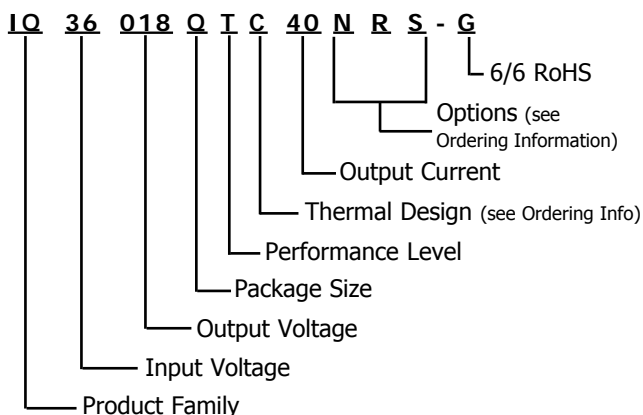 IQ 36 018 Q T C 40 N R S - G
6/6 RoHS
Options (see
Ordering Information)
Output Current
Thermal Design (see Ordering Info)
Performance Level
Package Size
Output Voltage
Input Voltage
Product Family